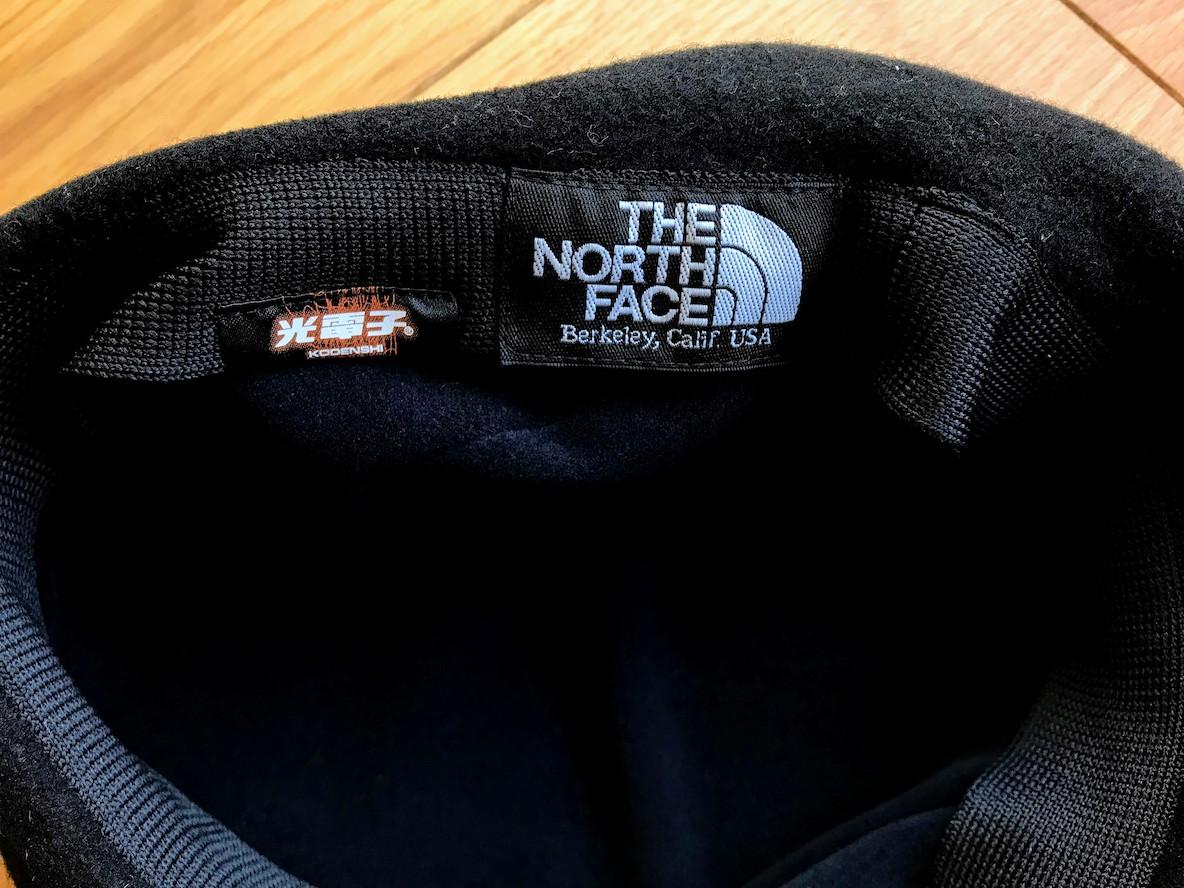 THE
NORTH
FACE
Berkeley, Calif. USA
光電子®
KODENSHI